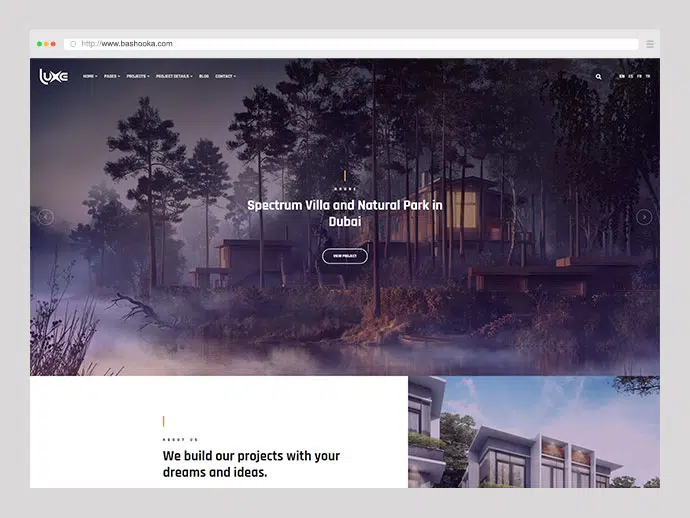 http://www.bashooka.com
LUXE
HOME PAGES PROJECTS PROJECT DETAILS BLOG CONTACT
EN ES FR TR
HOUSE
Spectrum Villa and Natural Park in
Dubai
VIEW PROJECT
ABOUT US
We build our projects with your
dreams and ideas.